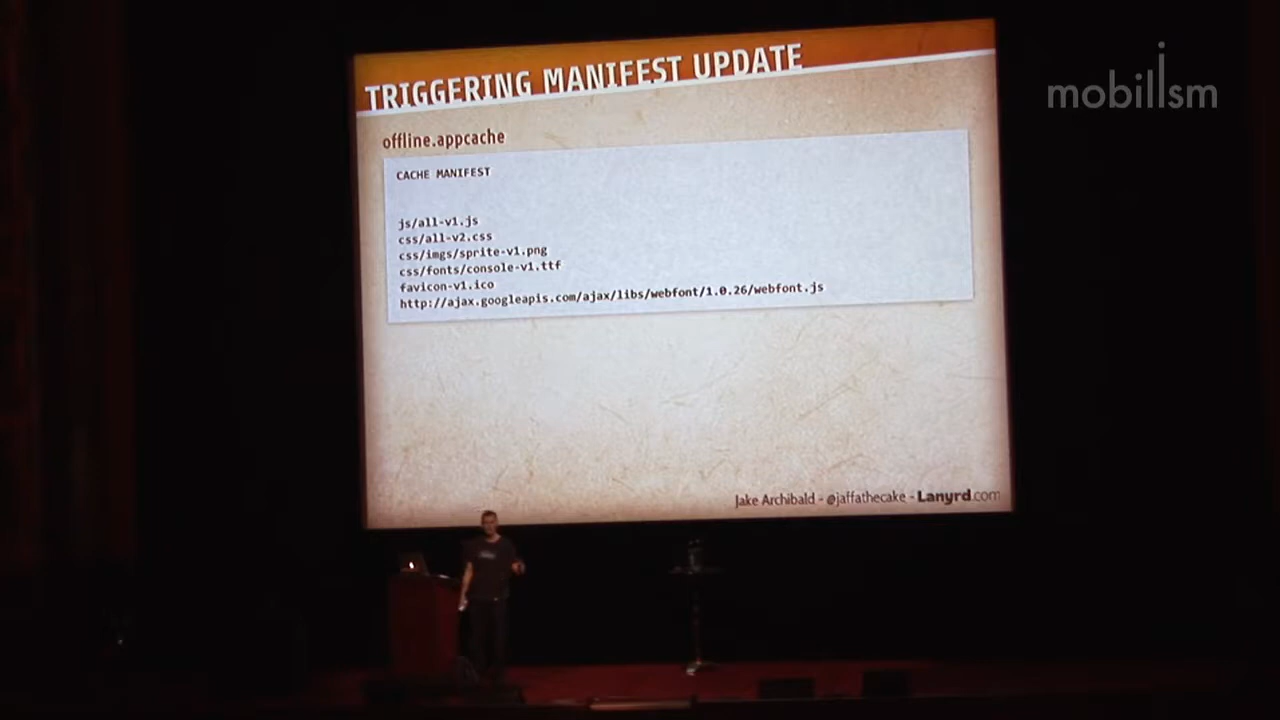 TRIGGERING MANIFEST UPDATE
mobilism
offline.appcache
CACHE MANIFEST
js/all-v1.js
css/all-v2.css
css/imgs/sprite-v1.png
css/fonts/console-v1.ttf
favicon-v1.ico
http://ajax.googleapis.com/ajax/libs/webfont/1.0.26/webfont.js
Jake Archibald - @jaffathecake - Lanyrd.com